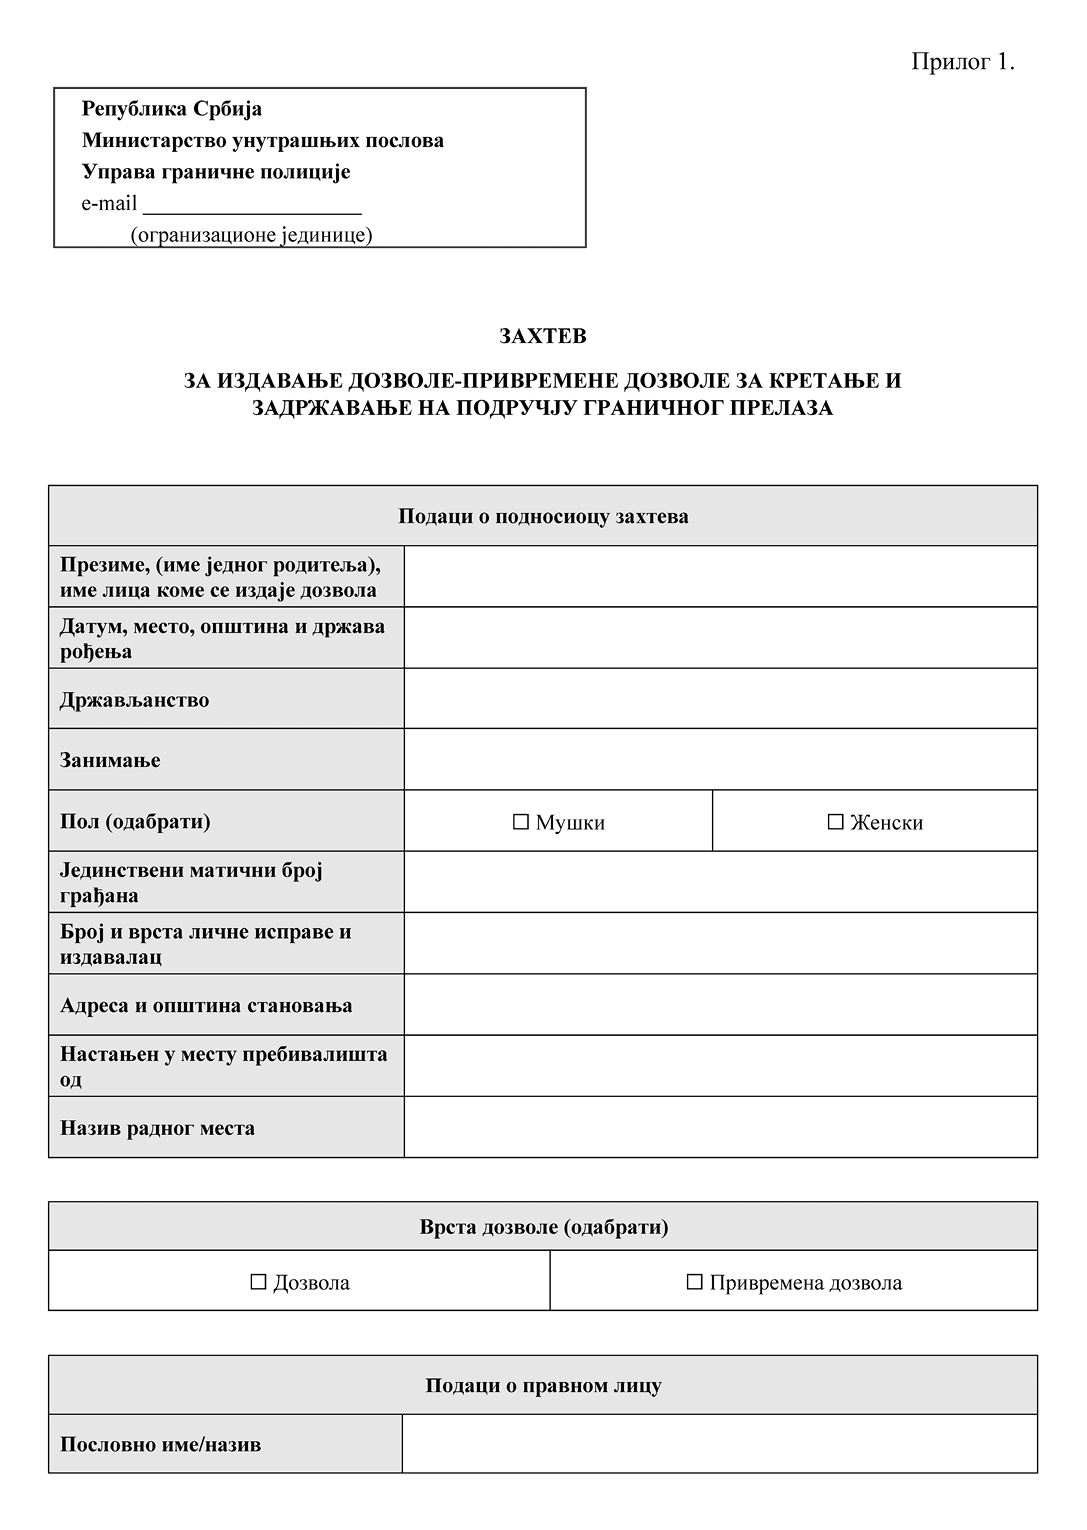 Прилог 1.
Република Србија
Министарство унутрашњих послова
Управа граничне полиције
e-mail ____________________
(огранизационе јединице)
ЗАХТЕВ
ЗА ИЗДАВАЊЕ ДОЗВОЛЕ-ПРИВРЕМЕНЕ ДОЗВОЛЕ ЗА КРЕТАЊЕ И
ЗАДРЖАВАЊЕ НА ПОДРУЧЈУ ГРАНИЧНОГ ПРЕЛАЗА
Подаци о подносиоцу захтева
Презиме, (име једног родитеља),
име лица коме се издаје дозвола
Датум, место, општина и држава
рођења
Држављанство
Занимање
Пол (одабрати)
☐ Мушки
☐ Женски
Јединствени матични број
грађана
Број и врста личне исправе и
издавалац
Адреса и општина становања
Настањен у месту пребивалишта
од
Назив радног места
Врста дозволе (одабрати)
☐ Дозвола
☐ Привремена дозвола
Подаци о правном лицу
Пословно име/назив